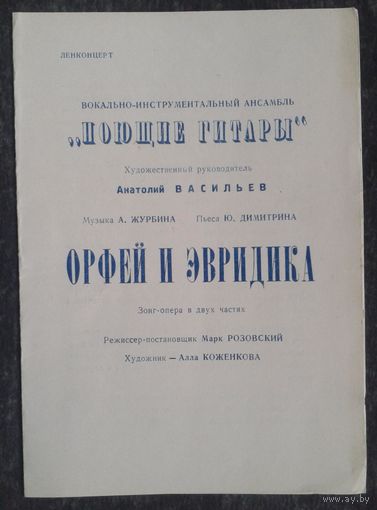 ЛЕНКОНЦЕРТ
ВОКАЛЬНО-ИНСТРУМЕНТАЛЬНЫЙ АНСАМБЛЬ
„ПОЮЩИЕ ГИТАРЫ“
Художественный руководитель
Анатолий ВАСИЛЬЕВ
Музыка А. ЖУРБИНА Пьеса Ю. ДИМИТРИНА
ОРФЕЙ И ЭВРИДИКА
Зонг-опера в двух частях
Режиссер-постановщик Марк РОЗОВСКИЙ
Художник — Алла КОЖЕНКОВА
www.ay.by